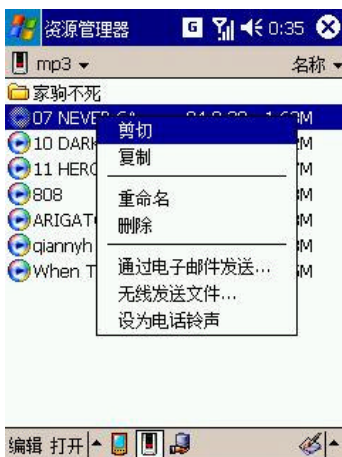 资源管理器 G 0:35
mp3 名称
家驹不死
07 NEVER
剪切
10 DARK
复制
11 HERO
808
重命名
ARIGATO
删除
qiannyh
通过电子邮件发送...
When T
无线发送文件...
设为电话铃声
编辑 打开